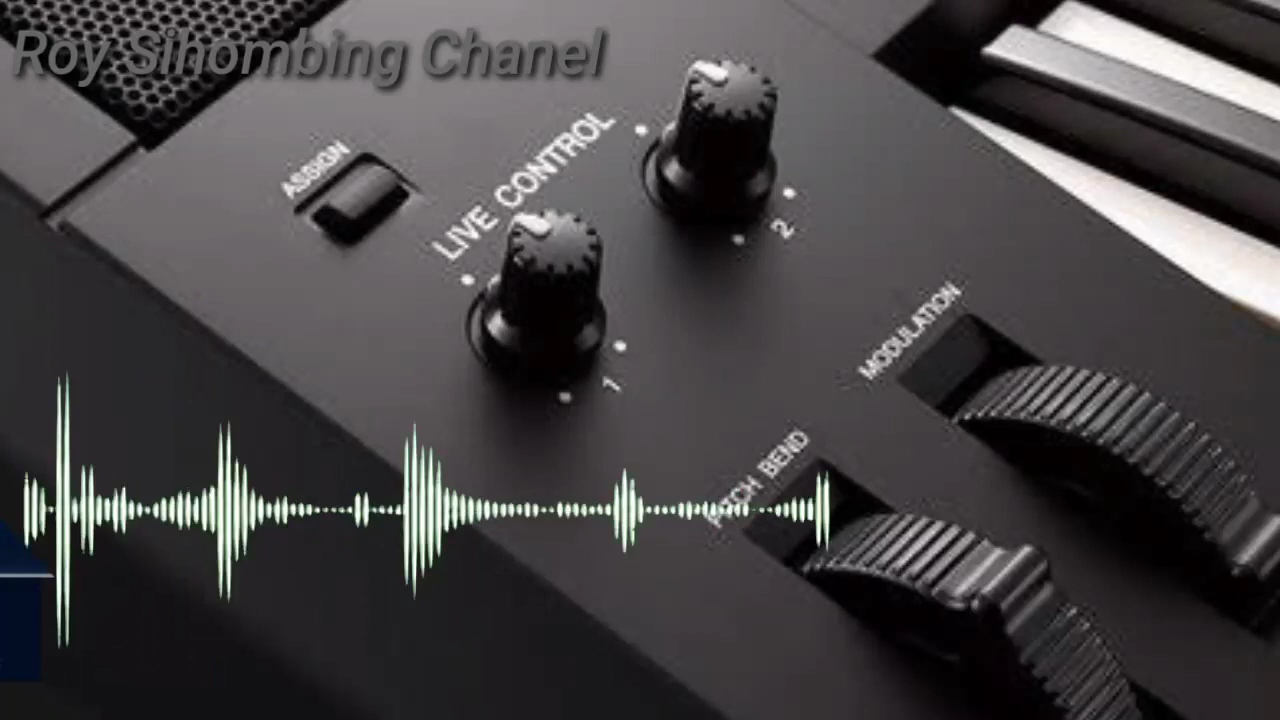 Roy Sihombing Chanel
ASSIGN
LIVE CONTROL
2
1
MODULATION
PITCH BEND